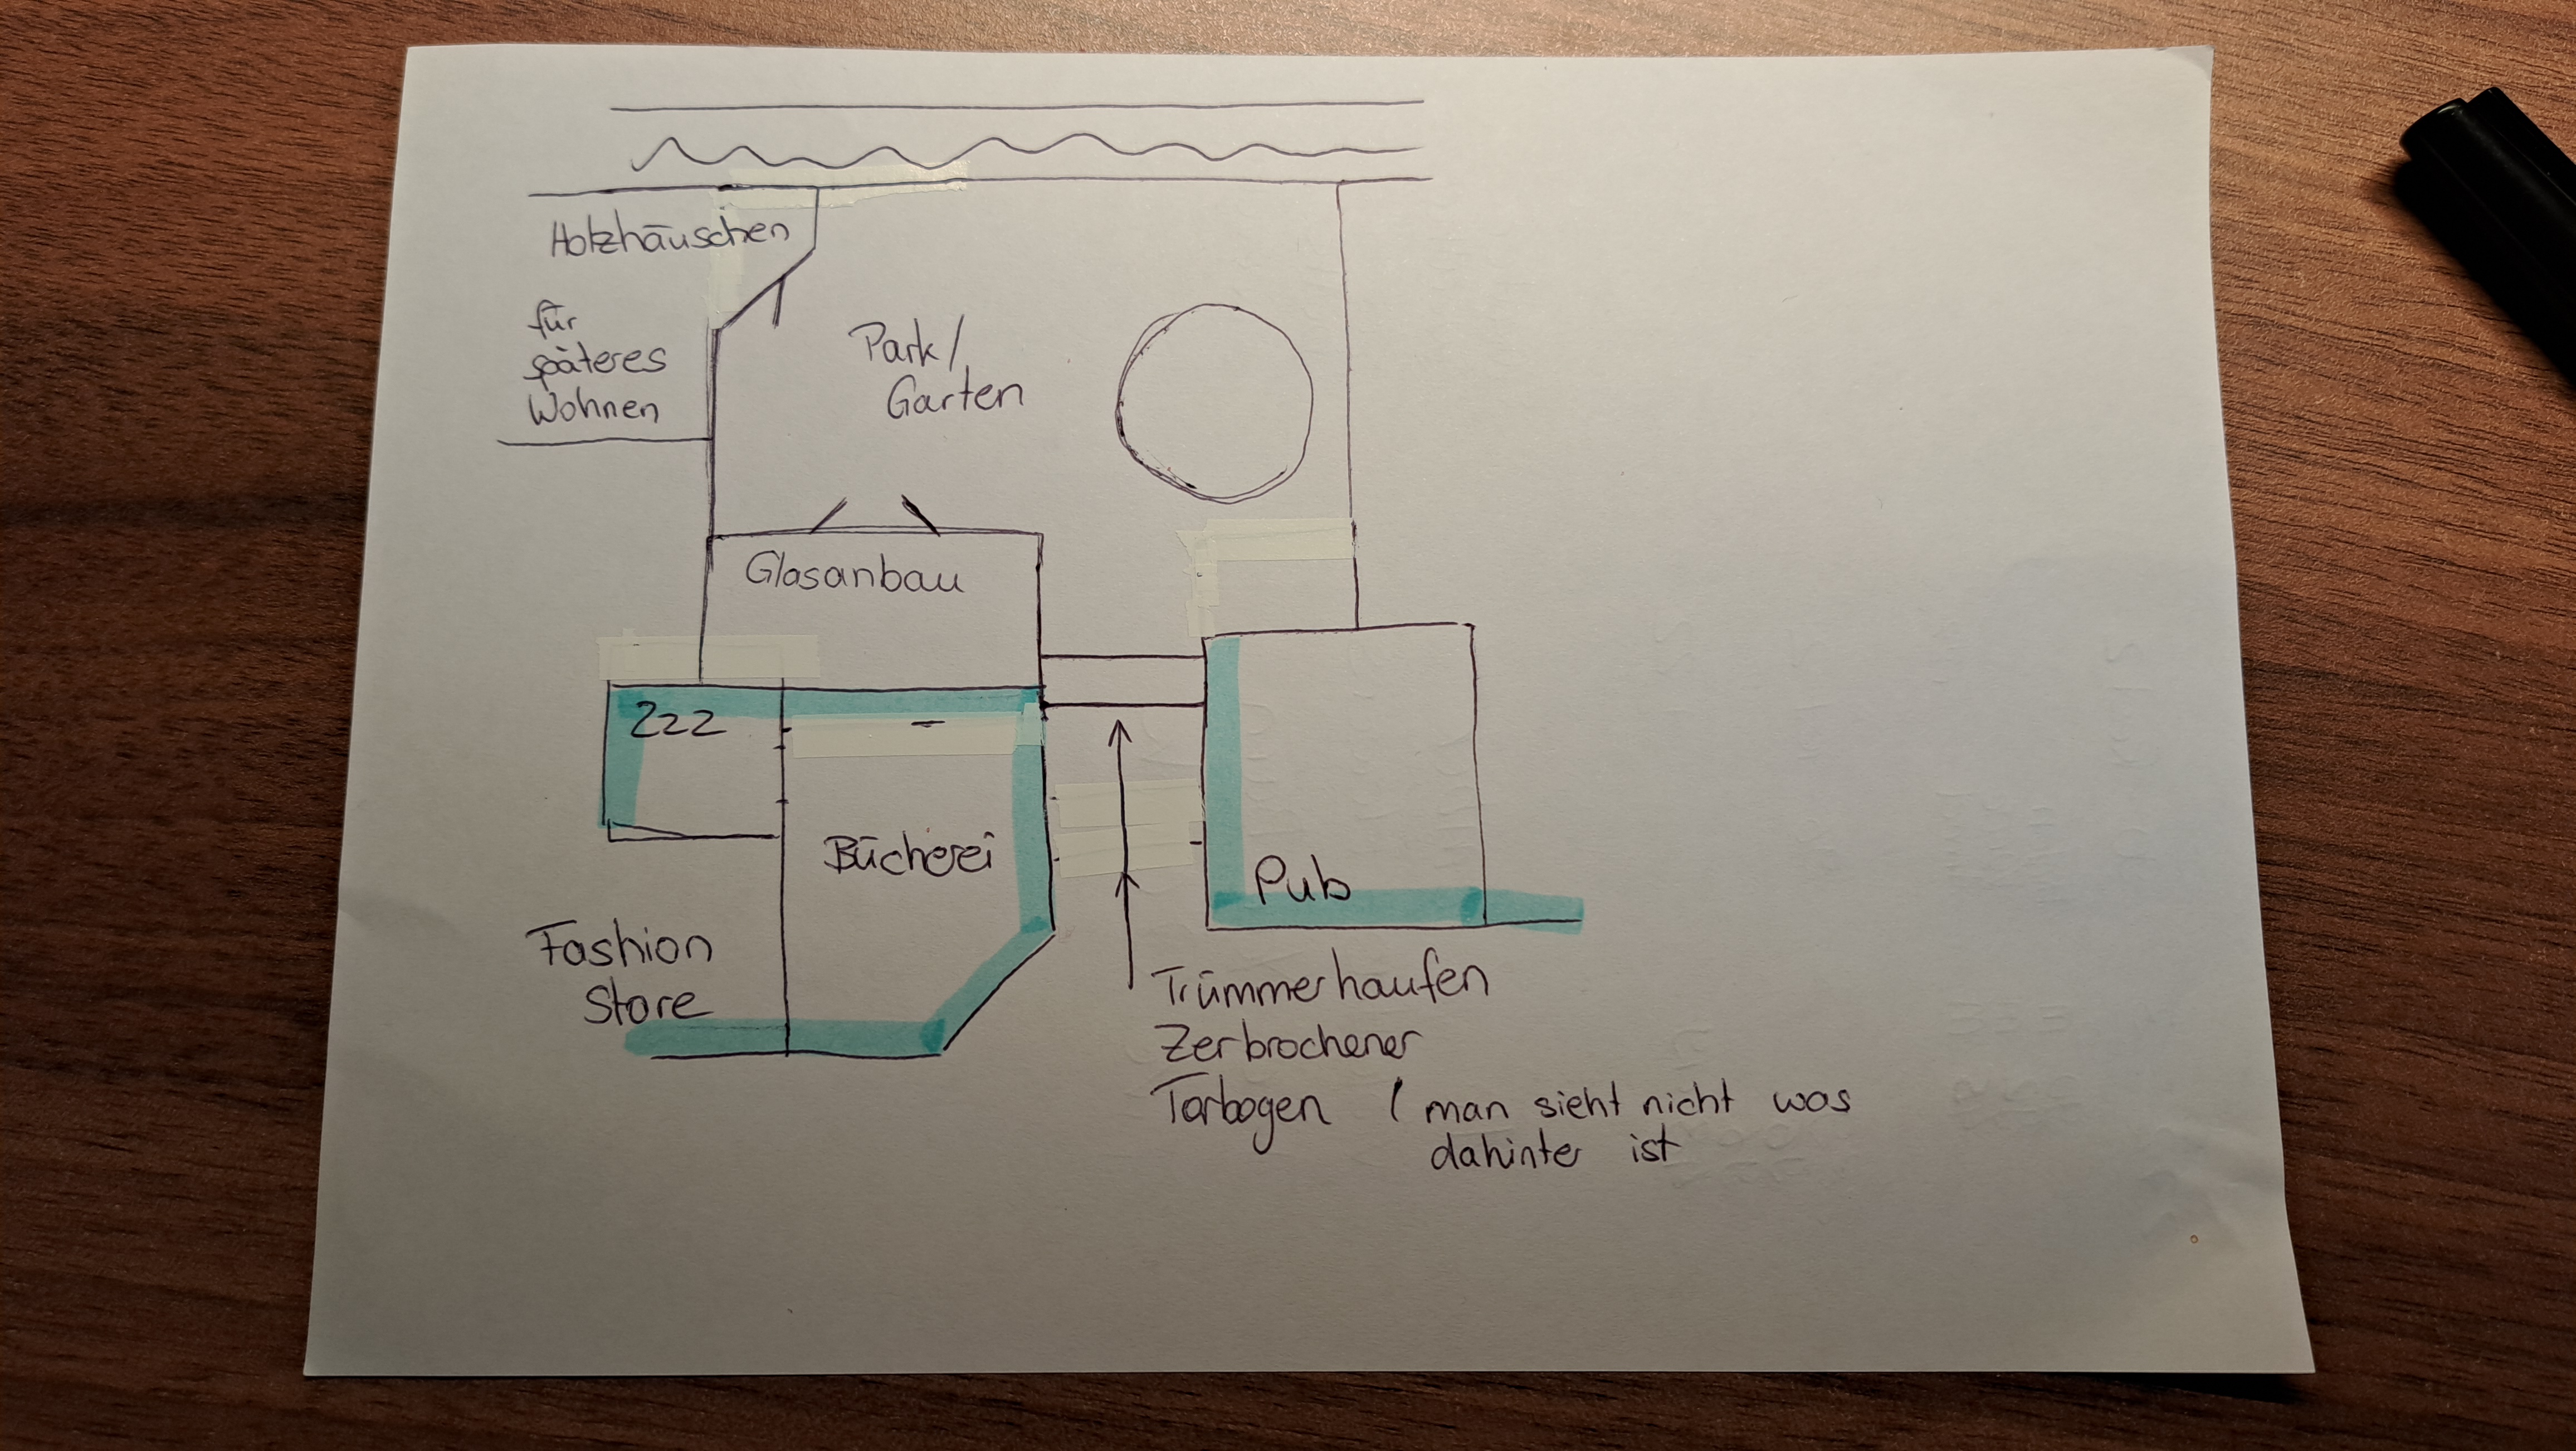 Holzhäuschen
für
späteres
Wohnen
Park/
Garten
Glasanbau
Zzz
Bücherei
Pub
Fashion
Store
Trümmerhaufen
Zerbrochener
Torbogen / man sieht nicht was
dahinter ist